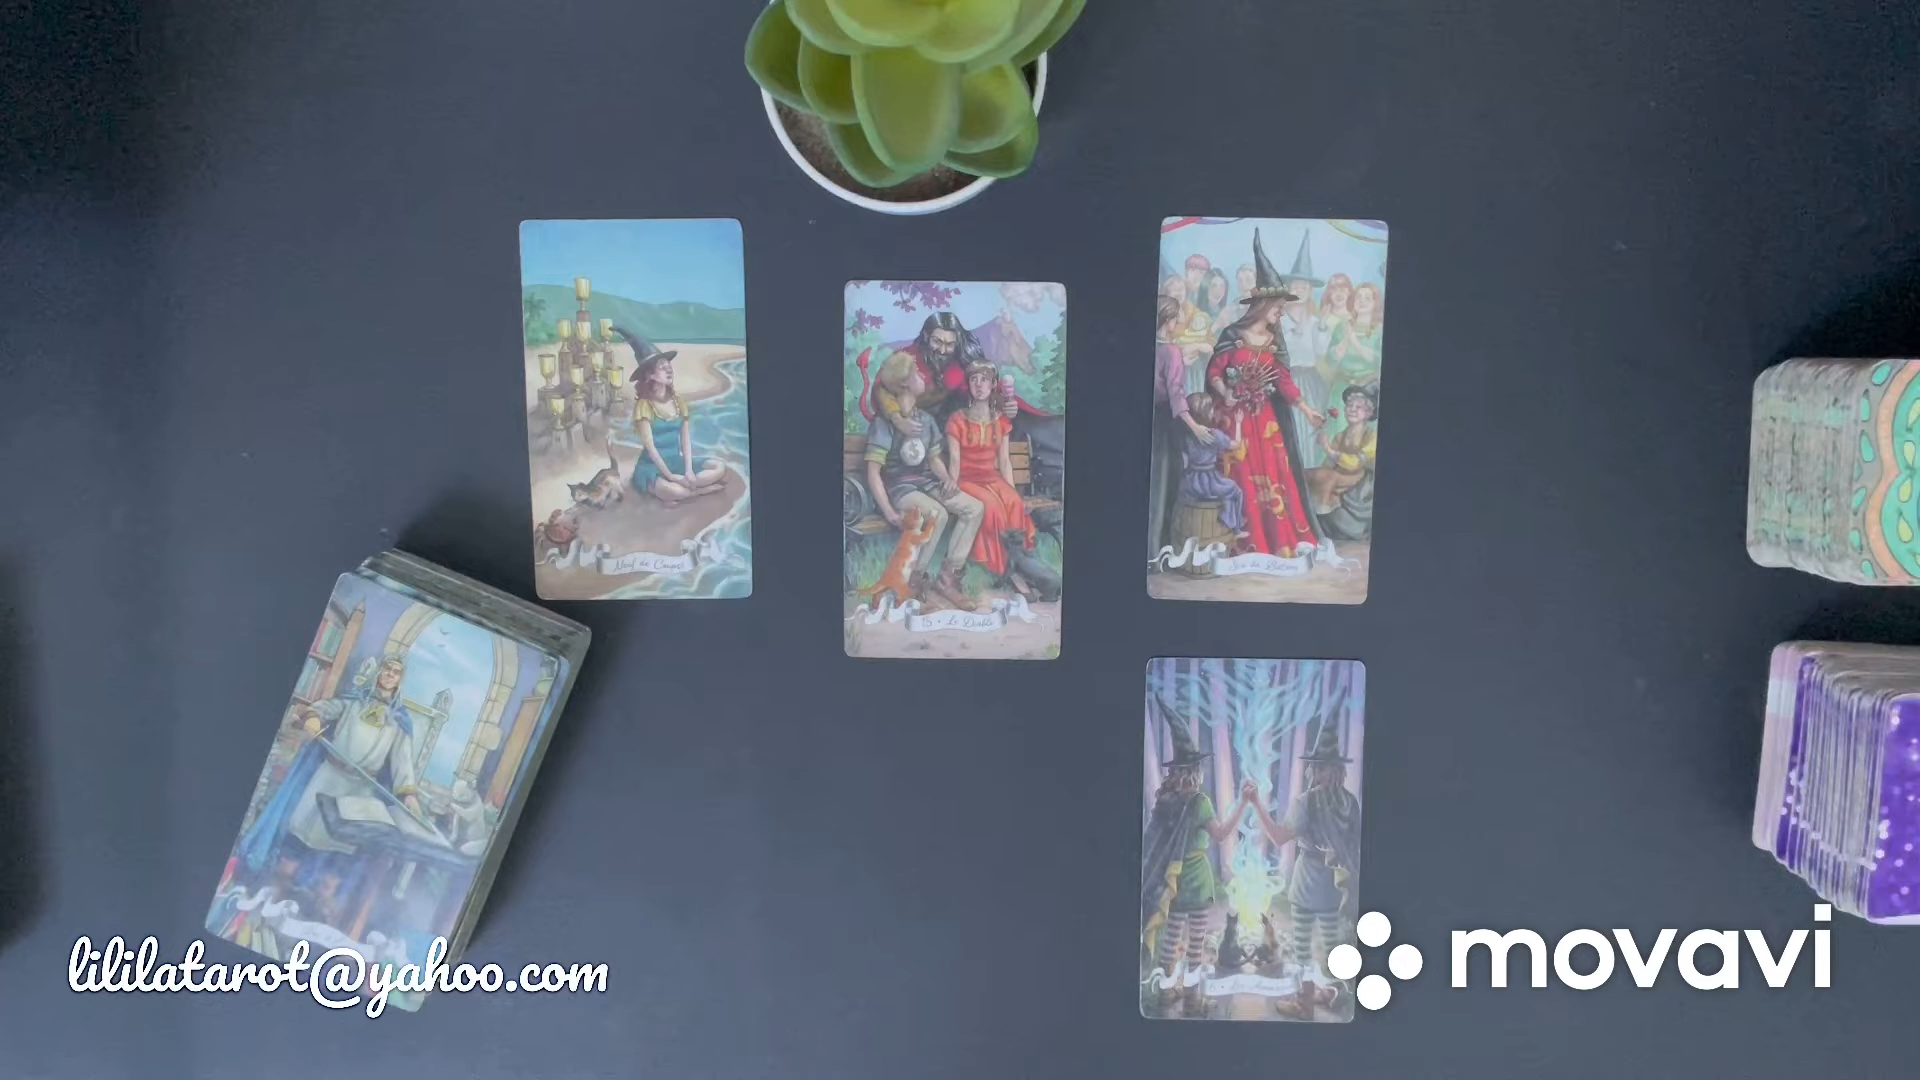 Neuf de Coupes
15 • Le Diable
Six de Bâtons
lililatarot@yahoo.com
movavi